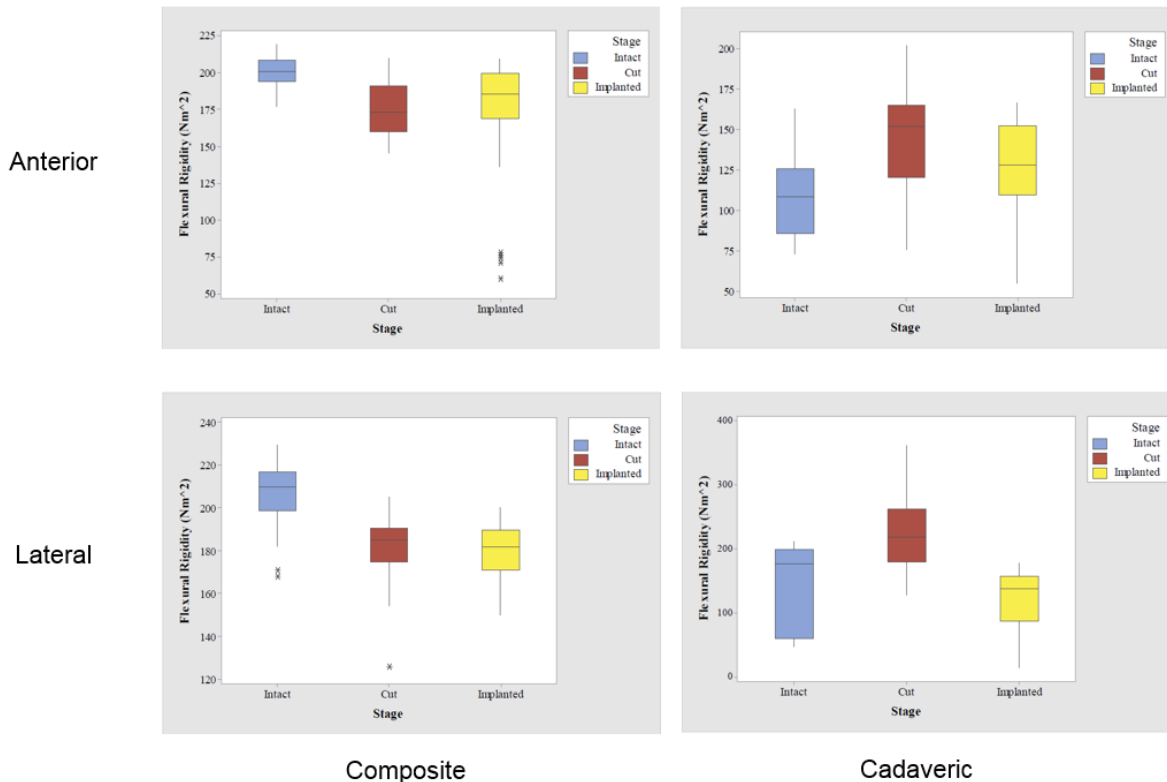 Anterior
Flexural Rigidity (Nm^2)
225
200
175
150
125
100
75
50
Intact
Cut
Implanted
Stage
Stage
Intact
Cut
Implanted
Flexural Rigidity (Nm^2)
200
175
150
125
100
75
50
Intact
Cut
Implanted
Stage
Stage
Intact
Cut
Implanted
Lateral
Flexural Rigidity (Nm^2)
240
220
200
180
160
140
120
Intact
Cut
Implanted
Stage
Stage
Intact
Cut
Implanted
Flexural Rigidity (Nm^2)
400
300
200
100
0
Intact
Cut
Implanted
Stage
Stage
Intact
Cut
Implanted
Composite
Cadaveric